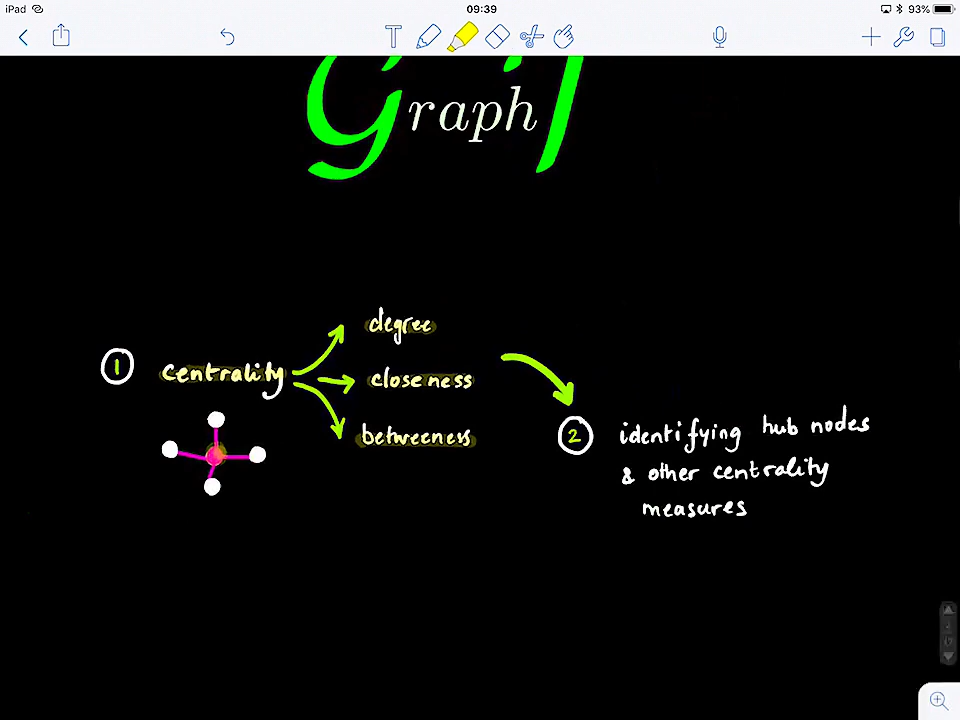 iPad
09:39
93%
T
Graph
degree
1 centrality
closeness
betweeness
2 identifying hub nodes
& other centrality
measures